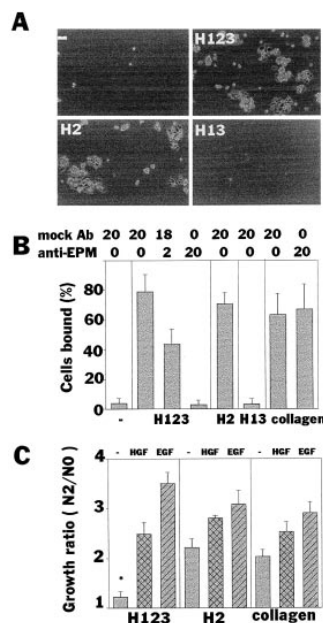 A
-
H123
H2
H13
mock Ab 20 20 18 0 20 20 20 0
anti-EPM 0 0 2 20 0 0 0 20
B
Cells bound (%)
80
60
40
20
0
- H123 H2 H13 collagen
C
- HGF EGF - HGF EGF - HGF EGF
Growth ratio ( N2/N0)
4
3
2
1
*
H123 H2 collagen